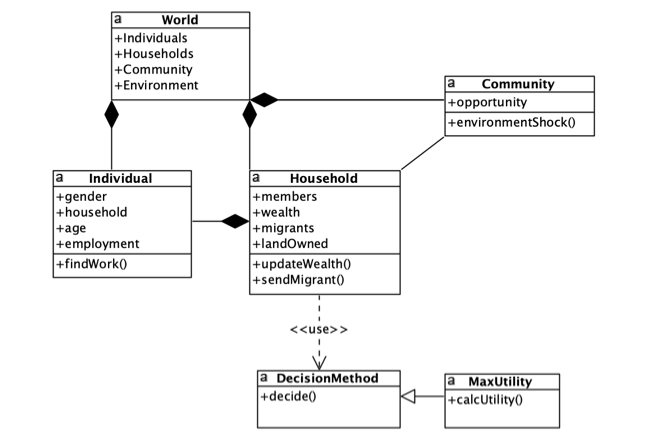 a World
+Individuals
+Households
+Community
+Environment
a Community
+opportunity
+environmentShock()
a Individual
+gender
+household
+age
+employment
+findWork()
a Household
+members
+wealth
+migrants
+landOwned
+updateWealth()
+sendMigrant()
<<use>>
a DecisionMethod
+decide()
a MaxUtility
+calcUtility()